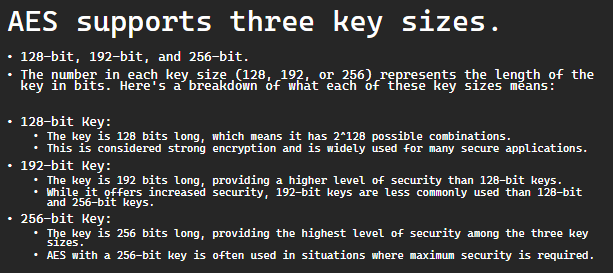 AES supports three key sizes.
• 128-bit, 192-bit, and 256-bit.
• The number in each key size (128, 192, or 256) represents the length of the
key in bits. Here's a breakdown of what each of these key sizes means:
• 128-bit Key:
• The key is 128 bits long, which means it has 2^128 possible combinations.
• This is considered strong encryption and is widely used for many secure applications.
• 192-bit Key:
• The key is 192 bits long, providing a higher level of security than 128-bit keys.
• While it offers increased security, 192-bit keys are less commonly used than 128-bit
and 256-bit keys.
• 256-bit Key:
• The key is 256 bits long, providing the highest level of security among the three key
sizes.
• AES with a 256-bit key is often used in situations where maximum security is required.